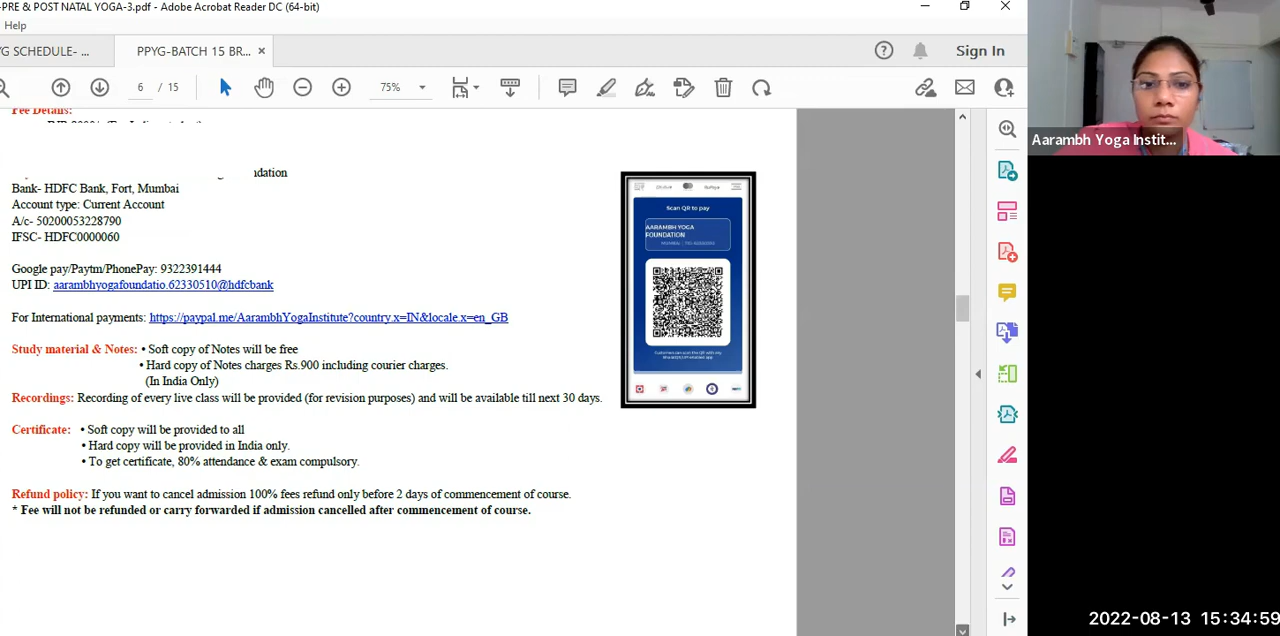 -PRE & POST NATAL YOGA-3.pdf - Adobe Acrobat Reader DC (64-bit)
Help
G SCHEDULE- ...
PPYG-BATCH 15 BR...
Sign In
6 / 15
75%
Fee Details:
ndation
Bank- HDFC Bank, Fort, Mumbai
Account type: Current Account
A/c- 50200053228790
IFSC- HDFC0000060
Google pay/Paytm/PhonePay: 9322391444
UPI ID: aarambhyogafoundatio.62330510@hdfcbank
For International payments: https://paypal.me/AarambhYogaInstitute?country.x=IN&locale.x=en_GB
Study material & Notes: • Soft copy of Notes will be free
• Hard copy of Notes charges Rs.900 including courier charges.
(In India Only)
Recordings: Recording of every live class will be provided (for revision purposes) and will be available till next 30 days.
Certificate: • Soft copy will be provided to all
• Hard copy will be provided in India only.
• To get certificate, 80% attendance & exam compulsory.
Refund policy: If you want to cancel admission 100% fees refund only before 2 days of commencement of course.
* Fee will not be refunded or carry forwarded if admission cancelled after commencement of course.
Scan QR to pay
AARAMBH YOGA
FOUNDATION
Aarambh Yoga Instit...
2022-08-13 15:34:59